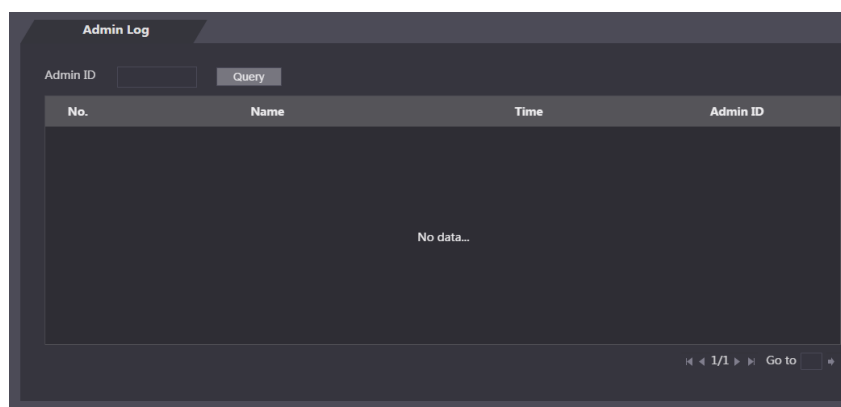 Admin Log
Admin ID Query
No. Name Time Admin ID
No data...
1/1 Go to